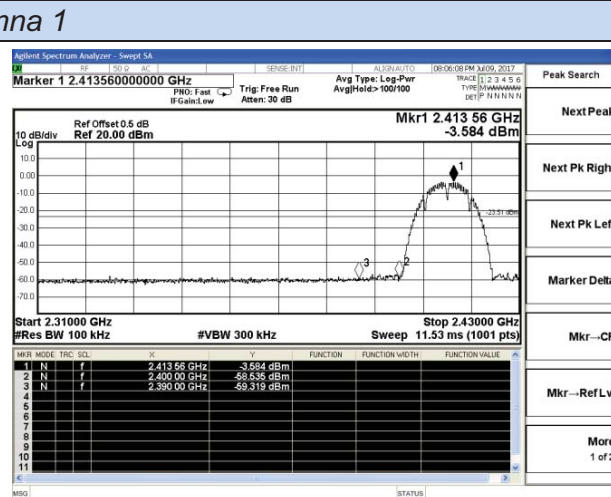 nna 1
Agilent Spectrum Analyzer - Swept SA
RF 50 Ω AC SENSE:INT ALIGNAUTO 08:06:08 PM Jul 09, 2017
Marker 1 2.413560000000 GHz
PNO: Fast
IFGain:Low
Trig: Free Run
Atten: 30 dB
Avg Type: Log-Pwr
Avg|Hold:> 100/100
TRACE 1 2 3 4 5 6
TYPE M
DET P N N N N N
Peak Search
Next Peak
Next Pk Righ
Next Pk Lef
Marker Delta
Mkr→CF
Mkr→Ref Lv
More
1 of 2
Mkr1 2.413 56 GHz
-3.584 dBm
Ref Offset 0.5 dB
10 dB/div Ref 20.00 dBm
Log
10.0
0.00
-10.0
-20.0
-30.0
-40.0
-50.0
-60.0
-70.0
1
-23.51 dBm
3
2
Start 2.31000 GHz Stop 2.43000 GHz
#Res BW 100 kHz #VBW 300 kHz Sweep 11.53 ms (1001 pts)
MKR MODE TRC SCL X Y FUNCTION FUNCTION WIDTH FUNCTION VALUE
1 N f 2.413 56 GHz -3.584 dBm
2 N f 2.400 00 GHz -58.535 dBm
3 N f 2.390 00 GHz -59.319 dBm
4
5
6
7
8
9
10
11
MSG STATUS